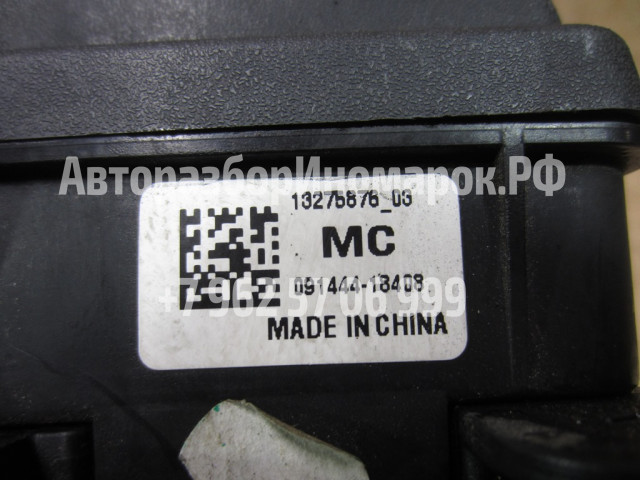 АвторазборИномарок.РФ
13276876_03
MC
091444-18408
+7 962 57 06 999
MADE IN CHINA